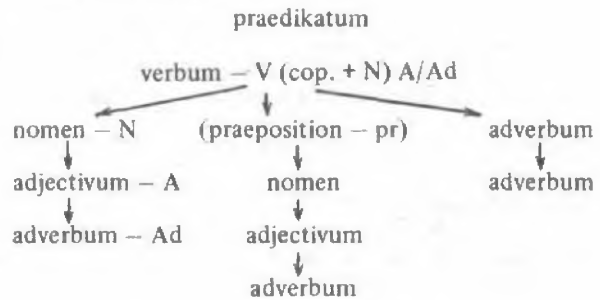 praedikatum
verbum – V (cop. + N) A/Ad
nomen – N (praeposition – pr) adverbum
adjectivum – A nomen adverbum
adverbum – Ad adjectivum
adverbum